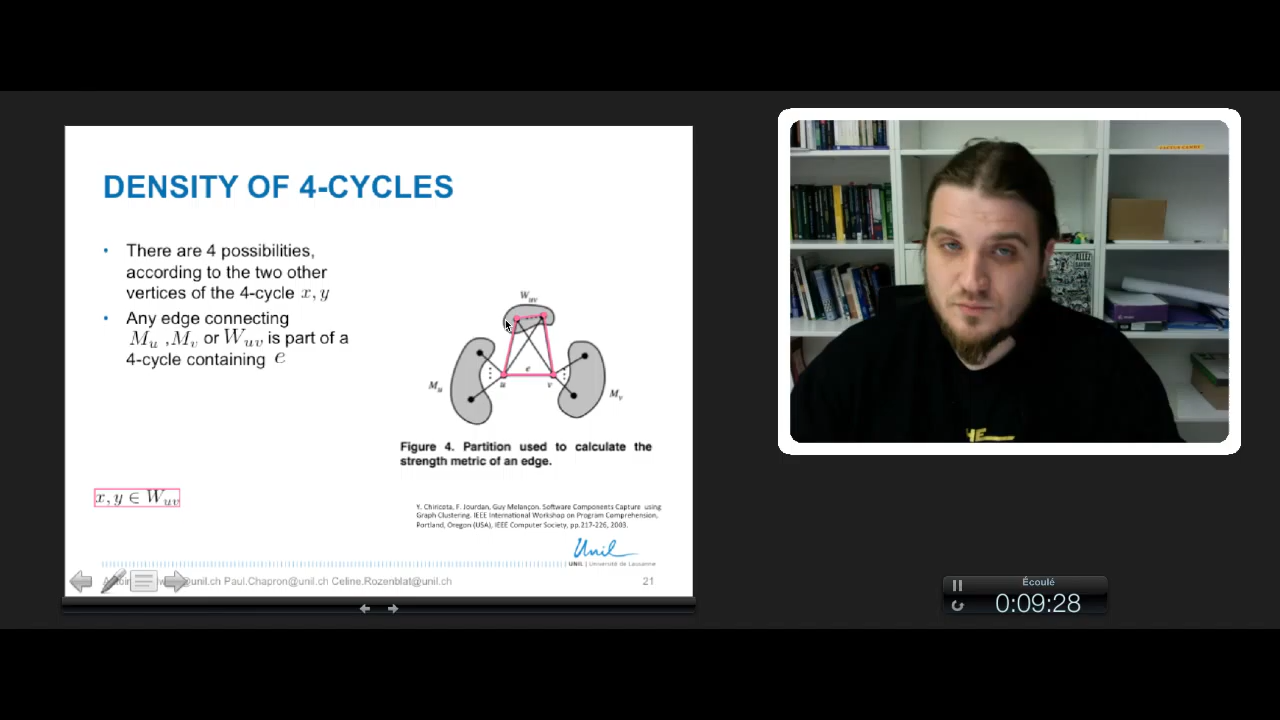 DENSITY OF 4-CYCLES
• There are 4 possibilities,
according to the two other
vertices of the 4-cycle x, y
• Any edge connecting
M_u , M_v or W_uv is part of a
4-cycle containing e
W_uv
M_u
u
e
v
M_v
Figure 4. Partition used to calculate the
strength metric of an edge.
x, y ∈ W_uv
Y. Chiricota, F. Jourdan, Guy Melançon. Software Components Capture using
Graph Clustering. IEEE International Workshop on Program Comprehension,
Portland, Oregon (USA), IEEE Computer Society, pp.217-226, 2003.
Unil
UNIL | Université de Lausanne
@unil.ch Paul.Chapron@unil.ch Celine.Rozenblat@unil.ch
21
Écoulé
0:09:28